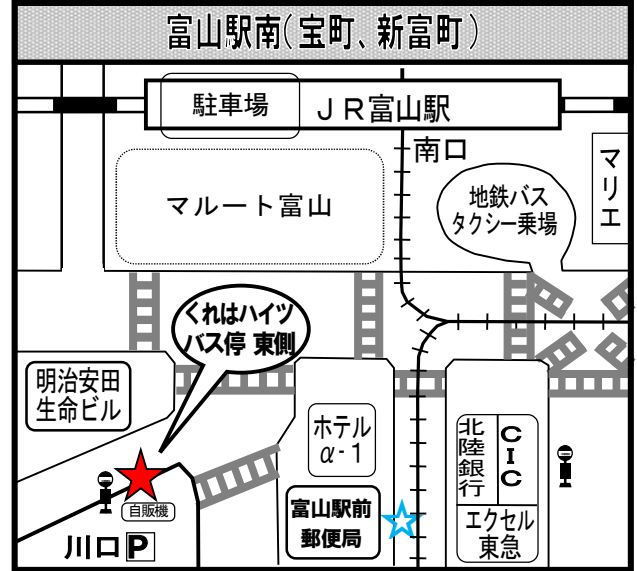 富山駅南(宝町、新富町)
駐車場
ＪＲ富山駅
南口
マリエ
マルート富山
地鉄バス
タクシー乗場
くれはハイツ
バス停 東側
明治安田
生命ビル
ホテル
α-1
北陸銀行
CIC
自販機
富山駅前
郵便局
エクセル
東急
川口P